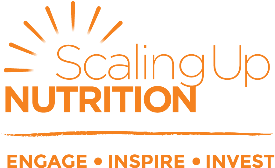 Scaling Up
NUTRITION
ENGAGE • INSPIRE • INVEST